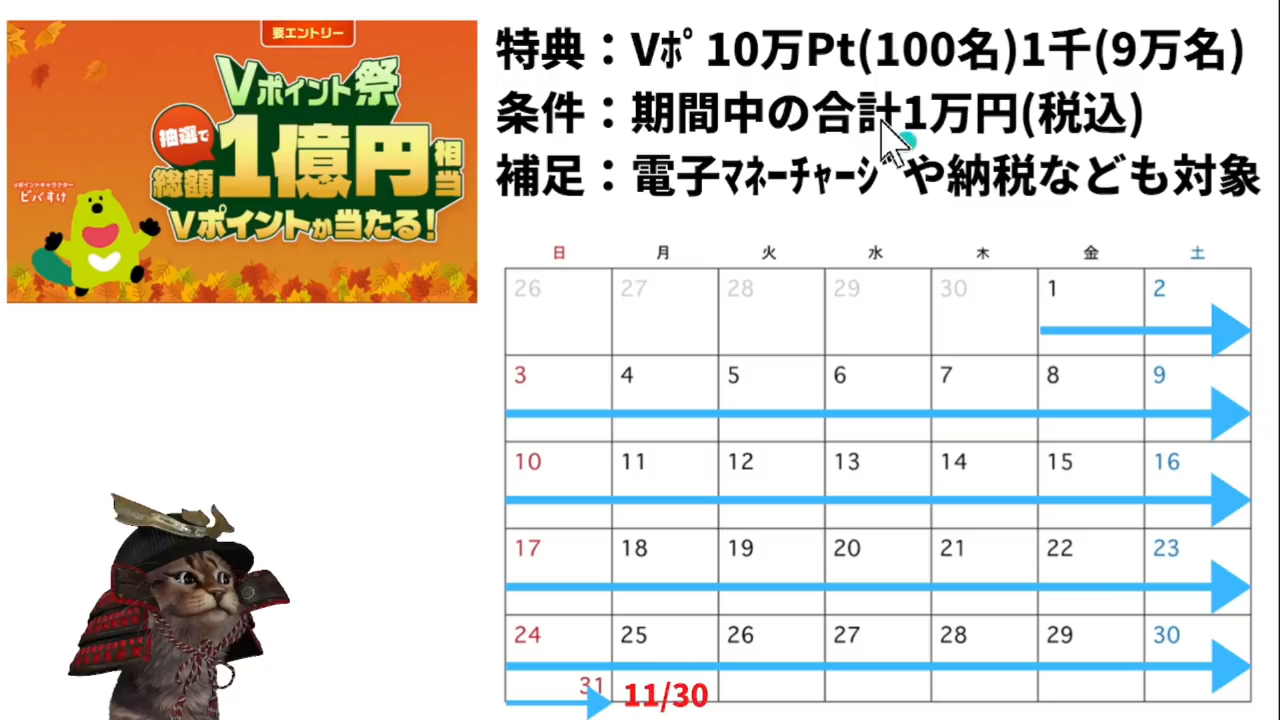 要エントリー
Vポイント祭
抽選で
総額1億円相当
Vポイントが当たる!
Vポイントキャラクター
ビバすけ
特典:Vﾎﾟ10万Pt(100名)1千(9万名)
条件:期間中の合計1万円(税込)
補足:電子ﾏﾈｰﾁｬｰｼﾞや納税なども対象
日 月 火 水 木 金 土
26 27 28 29 30 1 2
3 4 5 6 7 8 9
10 11 12 13 14 15 16
17 18 19 20 21 22 23
24 25 26 27 28 29 30
31 11/30